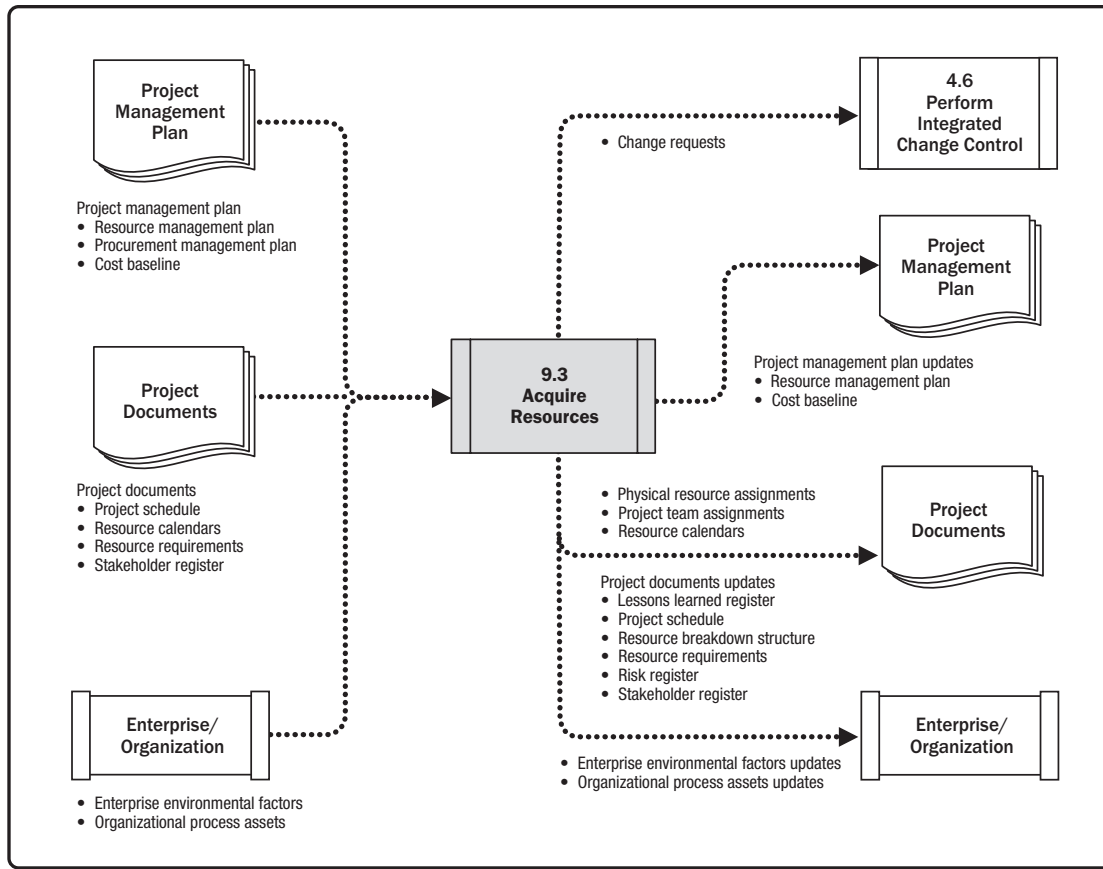 Project
Management
Plan
Project management plan
• Resource management plan
• Procurement management plan
• Cost baseline
Project
Documents
Project documents
• Project schedule
• Resource calendars
• Resource requirements
• Stakeholder register
Enterprise/
Organization
• Enterprise environmental factors
• Organizational process assets
9.3
Acquire
Resources
• Change requests
4.6
Perform
Integrated
Change Control
Project
Management
Plan
Project management plan updates
• Resource management plan
• Cost baseline
• Physical resource assignments
• Project team assignments
• Resource calendars
Project
Documents
Project documents updates
• Lessons learned register
• Project schedule
• Resource breakdown structure
• Resource requirements
• Risk register
• Stakeholder register
Enterprise/
Organization
• Enterprise environmental factors updates
• Organizational process assets updates